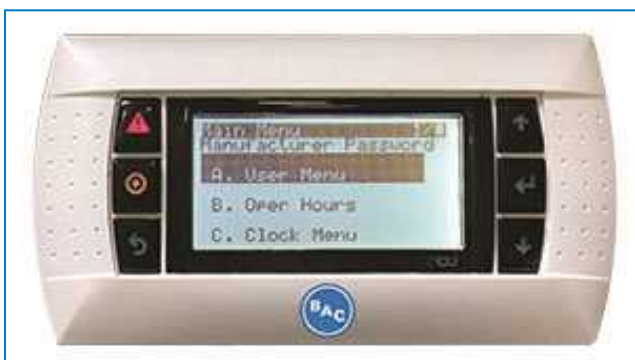 Main Menu
Manufacturer Password
A. User Menu
B. Oper Hours
C. Clock Menu
BAC